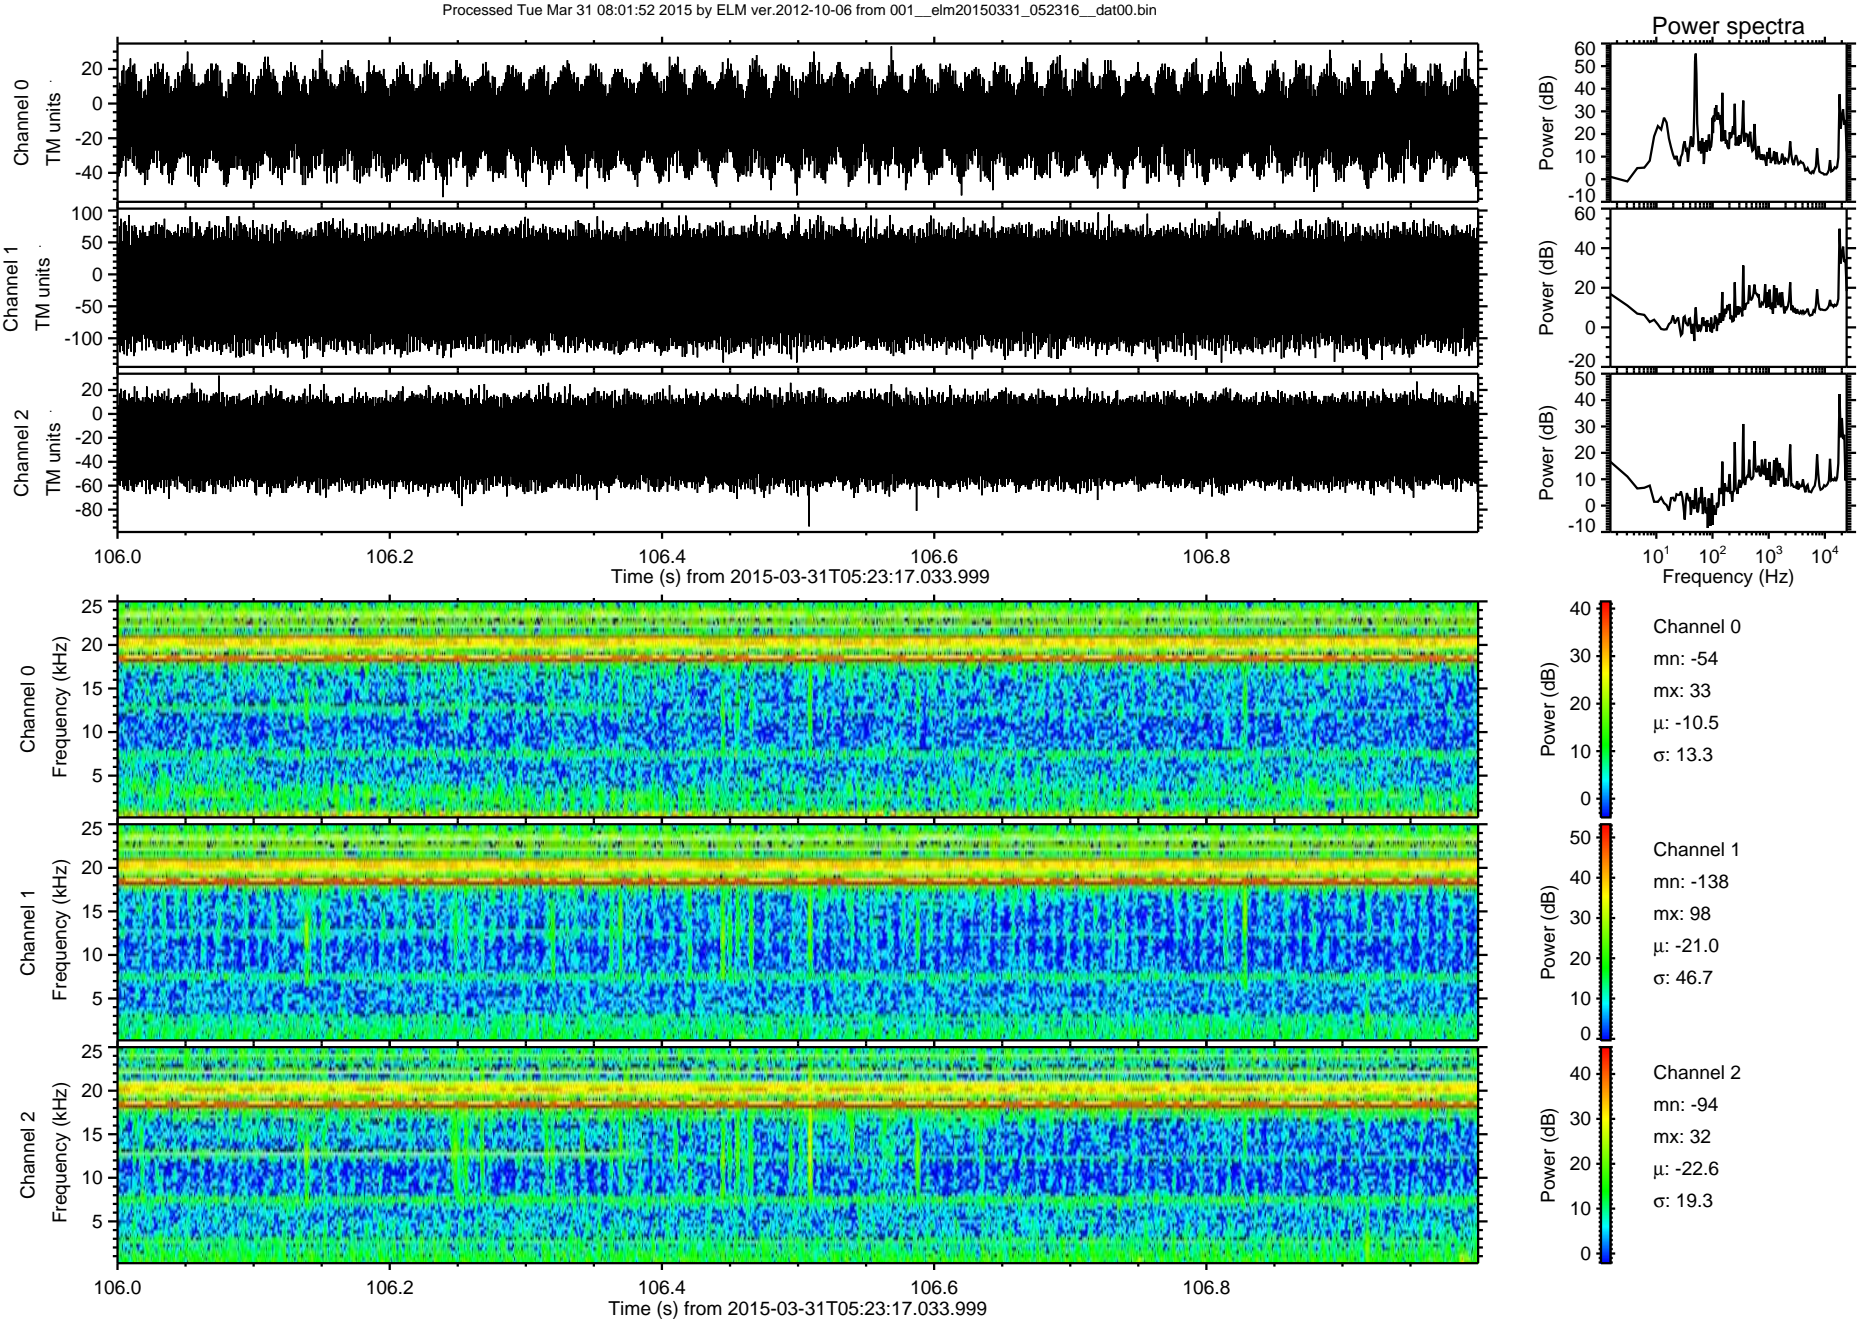 Processed Tue Mar 31 08:01:52 2015 by ELM ver.2012-10-06 from 001__elm20150331_052316__dat00.bin
Power spectra
Channel 0
TM units
20
0
-20
-40
Power (dB)
60
50
40
30
20
10
0
-10
Channel 1
TM units
100
50
0
-50
-100
Power (dB)
60
40
20
0
-20
Channel 2
TM units
20
0
-20
-40
-60
-80
Power (dB)
50
40
30
20
10
0
-10
106.0 106.2 106.4 106.6 106.8
Time (s) from 2015-03-31T05:23:17.033.999
10^1 10^2 10^3 10^4
Frequency (Hz)
Channel 0
Frequency (kHz)
25
20
15
10
5
Power (dB)
40
30
20
10
0
Channel 0
mn: -54
mx: 33
μ: -10.5
σ: 13.3
Channel 1
Frequency (kHz)
25
20
15
10
5
Power (dB)
50
40
30
20
10
0
Channel 1
mn: -138
mx: 98
μ: -21.0
σ: 46.7
Channel 2
Frequency (kHz)
25
20
15
10
5
Power (dB)
40
30
20
10
0
Channel 2
mn: -94
mx: 32
μ: -22.6
σ: 19.3
106.0 106.2 106.4 106.6 106.8
Time (s) from 2015-03-31T05:23:17.033.999